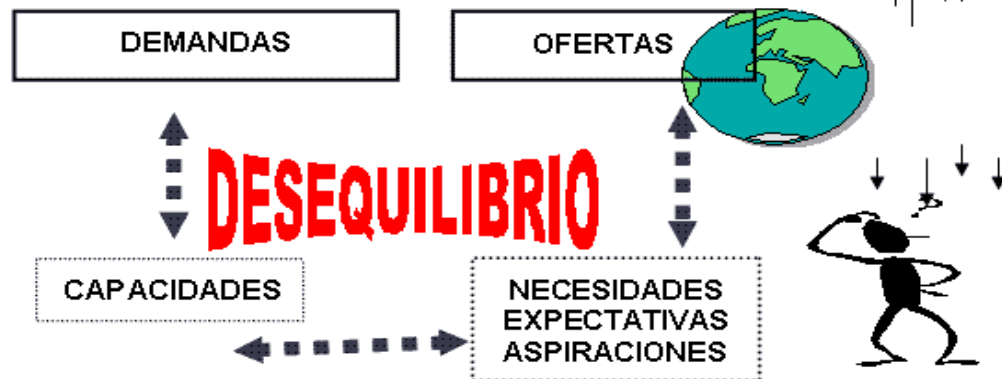 DEMANDAS
OFERTAS
DESEQUILIBRIO
CAPACIDADES
NECESIDADES
EXPECTATIVAS
ASPIRACIONES